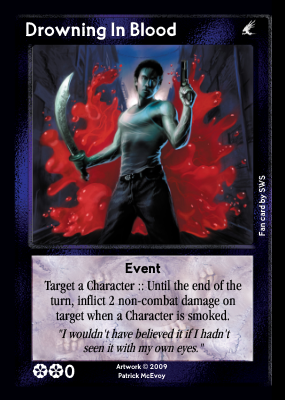 Drowning In Blood
Fan card by SWS
Event
Target a Character :: Until the end of the
turn, inflict 2 non-combat damage on
target when a Character is smoked.
"I wouldn't have believed it if I hadn't
seen it with my own eyes."
Artwork © 2009
Patrick McEvoy
0